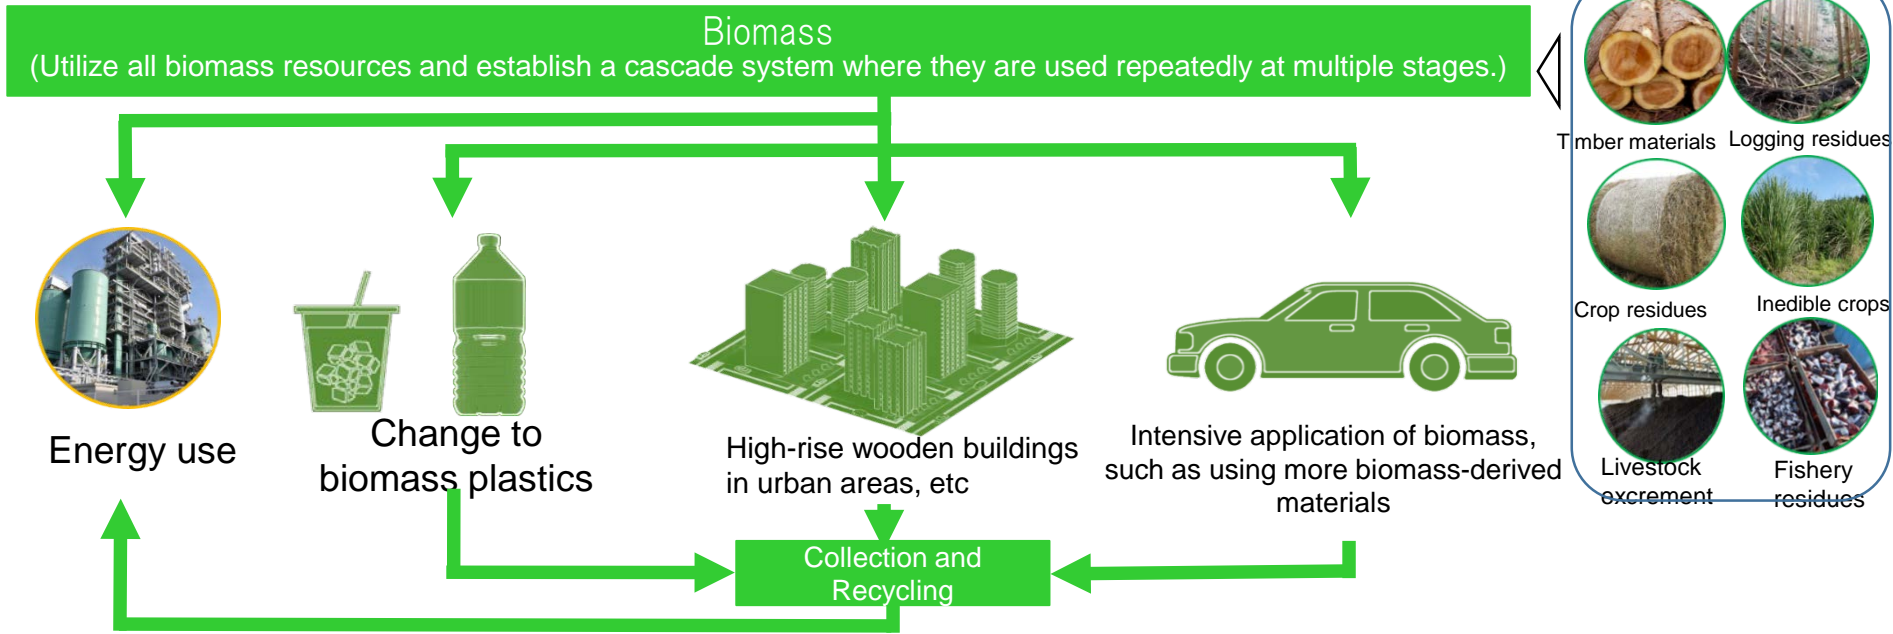 Biomass
(Utilize all biomass resources and establish a cascade system where they are used repeatedly at multiple stages.)
Timber materials
Logging residues
Crop residues
Inedible crops
Livestock
excrement
Fishery
residues
Energy use
Change to
biomass plastics
High-rise wooden buildings
in urban areas, etc
Intensive application of biomass,
such as using more biomass-derived
materials
Collection and
Recycling